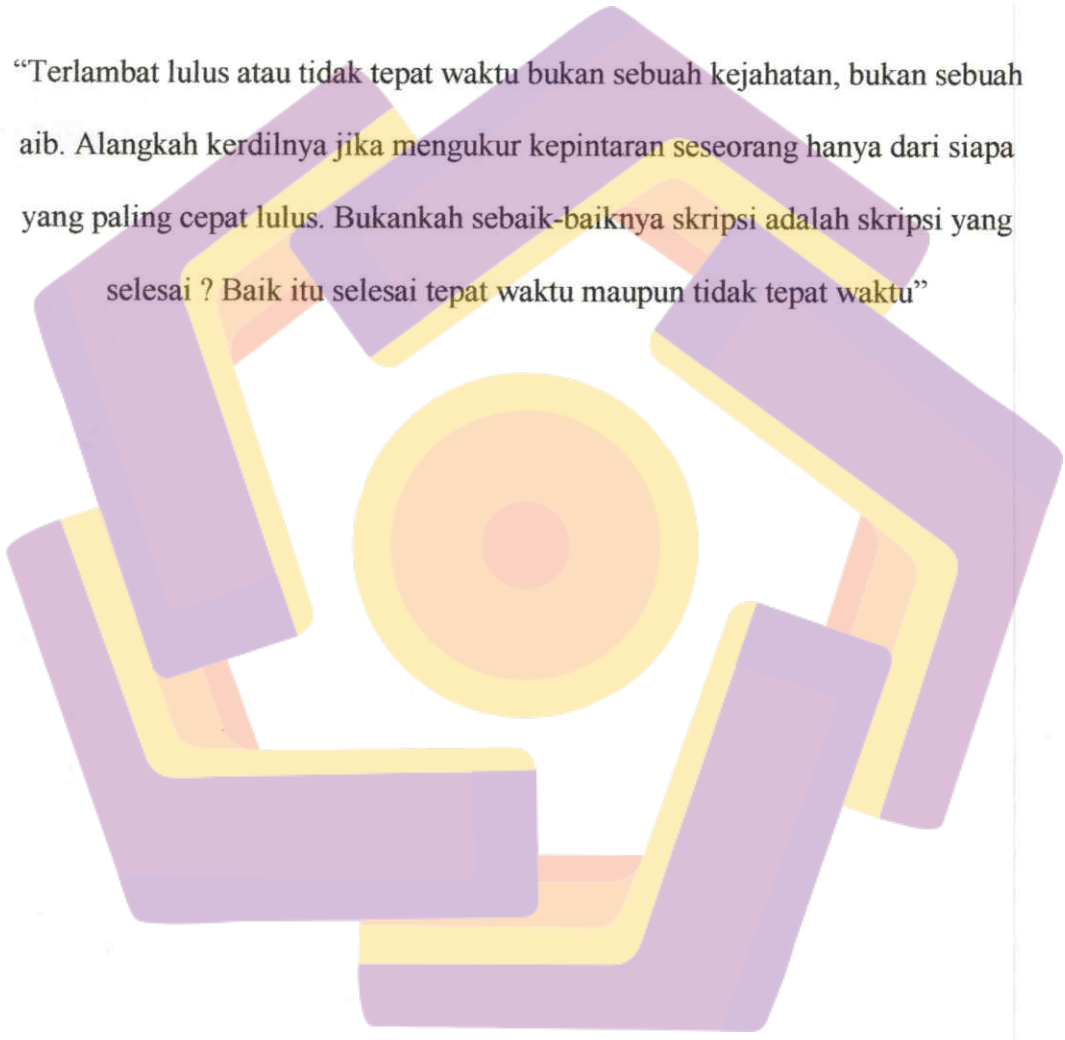 “Terlambat lulus atau tidak tepat waktu bukan sebuah kejahatan, bukan sebuah
aib. Alangkah kerdilnya jika mengukur kepintaran seseorang hanya dari siapa
yang paling cepat lulus. Bukankah sebaik-baiknya skripsi adalah skripsi yang
selesai ? Baik itu selesai tepat waktu maupun tidak tepat waktu”